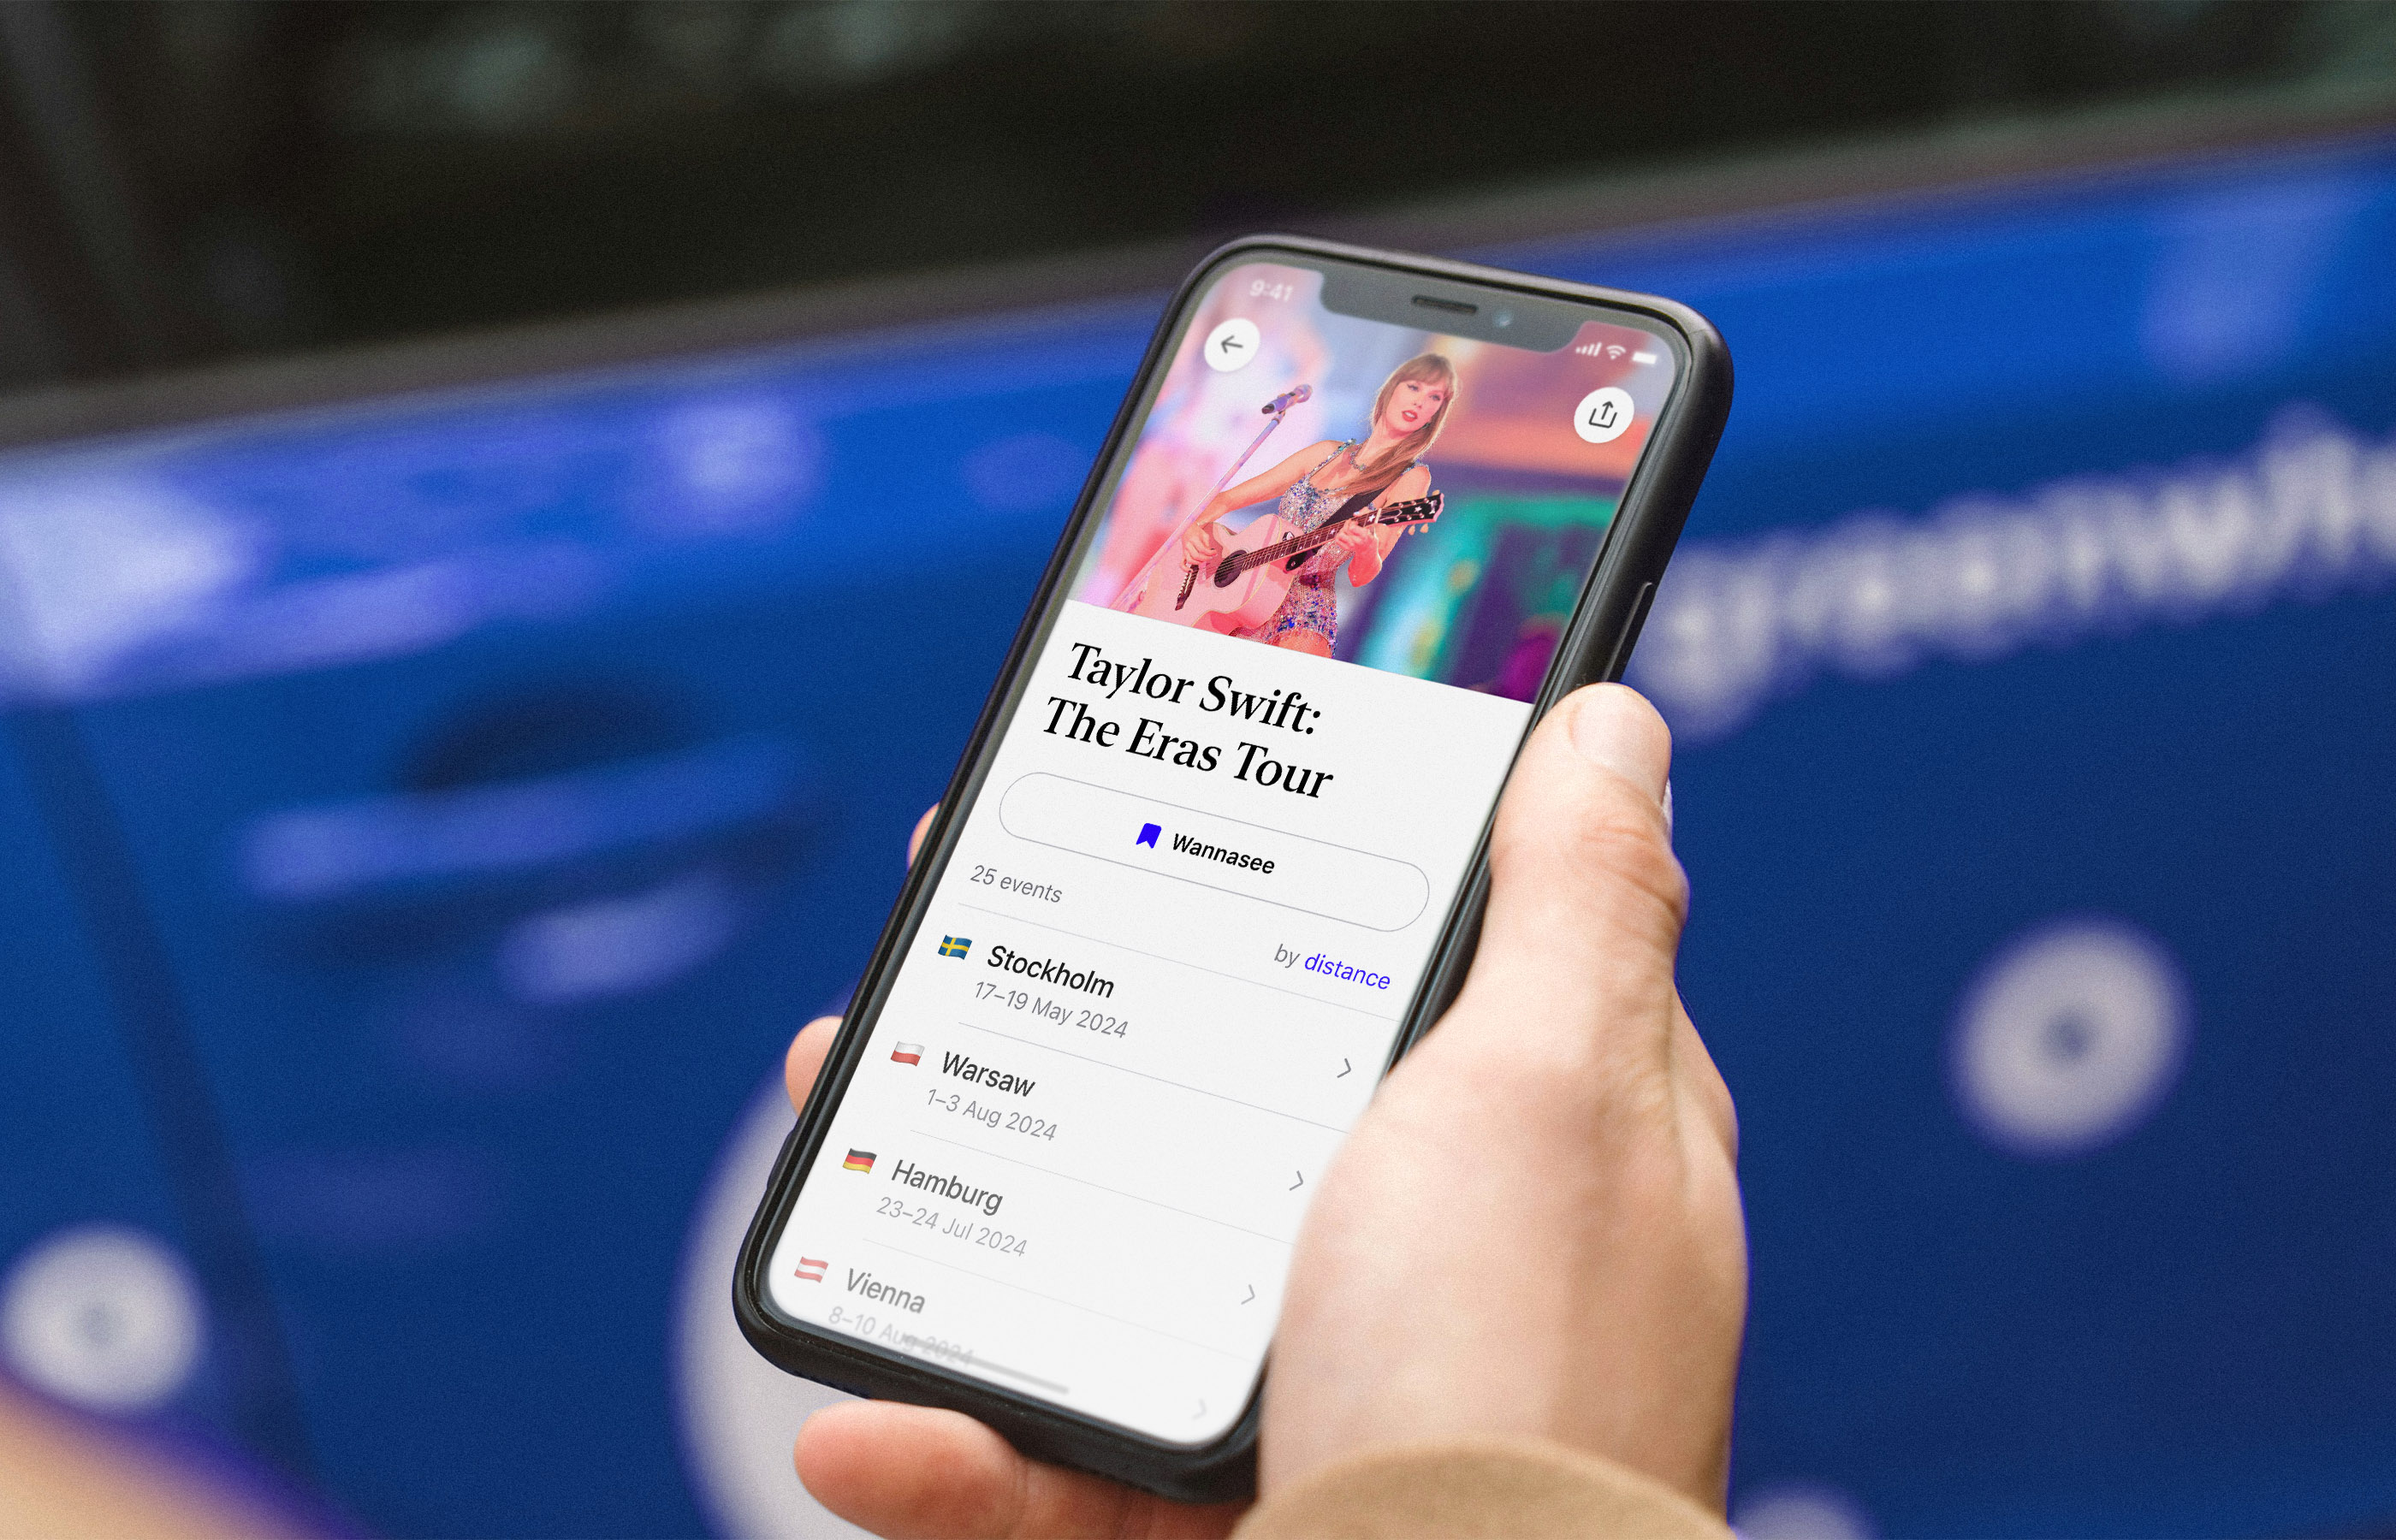 9:41
Taylor Swift:
The Eras Tour
Wannasee
25 events
by distance
Stockholm
17–19 May 2024
Warsaw
1–3 Aug 2024
Hamburg
23–24 Jul 2024
Vienna
8–10 Aug 2024